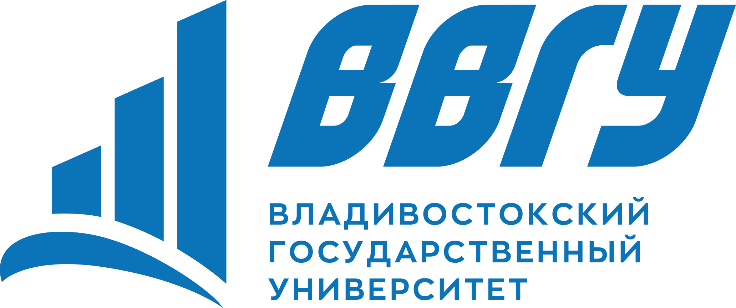 ВВГУ
ВЛАДИВОСТОКСКИЙ
ГОСУДАРСТВЕННЫЙ
УНИВЕРСИТЕТ